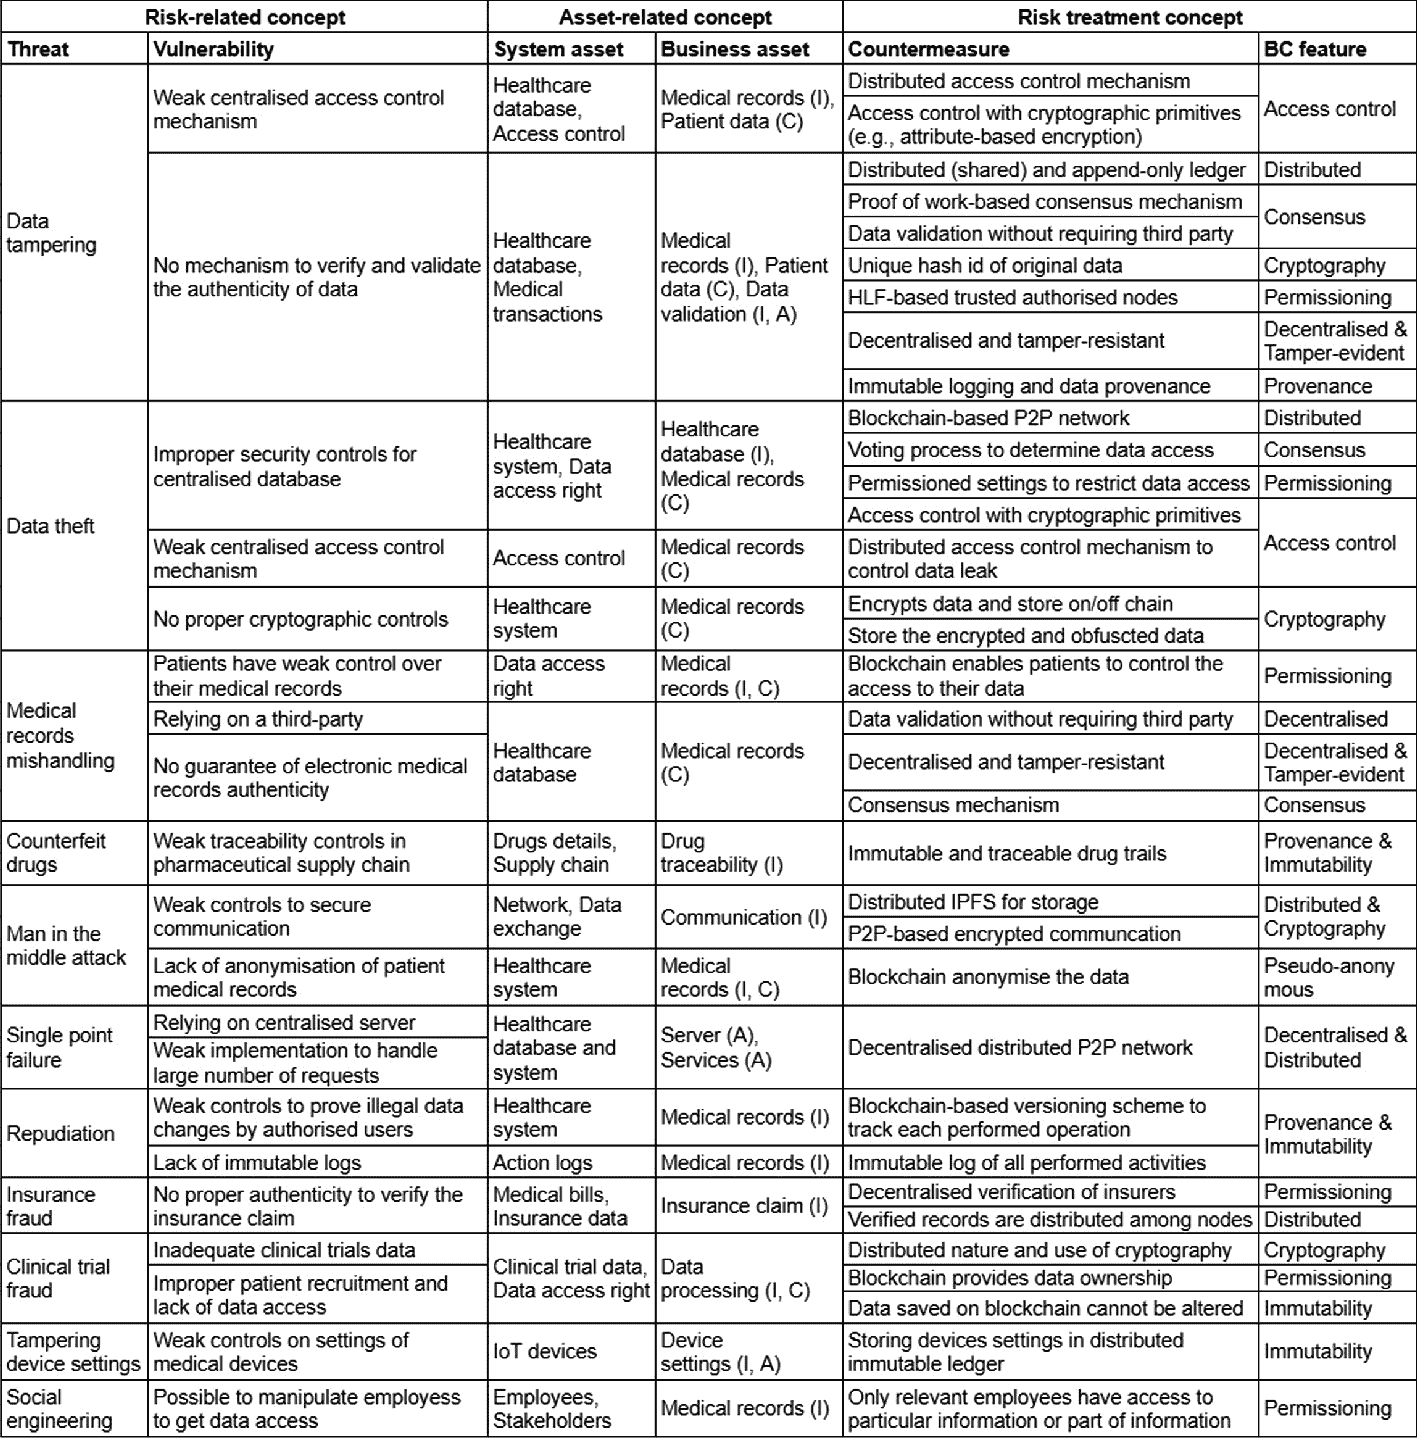 Risk-related concept
Asset-related concept
Risk treatment concept
Threat
Vulnerability
System asset
Business asset
Countermeasure
BC feature
Data
tampering
Weak centralised access control
mechanism
Healthcare
database,
Access control
Medical records (I),
Patient data (C)
Distributed access control mechanism
Access control with cryptographic primitives
(e.g., attribute-based encryption)
Access control
No mechanism to verify and validate
the authenticity of data
Healthcare
database,
Medical
transactions
Medical
records (I), Patient
data (C), Data
validation (I, A)
Distributed (shared) and append-only ledger
Distributed
Proof of work-based consensus mechanism
Data validation without requiring third party
Consensus
Unique hash id of original data
Cryptography
HLF-based trusted authorised nodes
Permissioning
Decentralised and tamper-resistant
Decentralised &
Tamper-evident
Immutable logging and data provenance
Provenance
Data theft
Improper security controls for
centralised database
Healthcare
system, Data
access right
Healthcare
database (I),
Medical records
(C)
Blockchain-based P2P network
Distributed
Voting process to determine data access
Consensus
Permissioned settings to restrict data access
Permissioning
Access control with cryptographic primitives
Access control
Weak centralised access control
mechanism
Access control
Medical records
(C)
Distributed access control mechanism to
control data leak
No proper cryptographic controls
Healthcare
system
Medical records
(C)
Encrypts data and store on/off chain
Store the encrypted and obfuscted data
Cryptography
Medical
records
mishandling
Patients have weak control over
their medical records
Data access
right
Medical
records (I, C)
Blockchain enables patients to control the
access to their data
Permissioning
Relying on a third-party
No guarantee of electronic medical
records authenticity
Healthcare
database
Medical records
(C)
Data validation without requiring third party
Decentralised
Decentralised and tamper-resistant
Decentralised &
Tamper-evident
Consensus mechanism
Consensus
Counterfeit
drugs
Weak traceability controls in
pharmaceutical supply chain
Drugs details,
Supply chain
Drug
traceability (I)
Immutable and traceable drug trails
Provenance &
Immutability
Man in the
middle attack
Weak controls to secure
communication
Network, Data
exchange
Communication (I)
Distributed IPFS for storage
P2P-based encrypted communcation
Distributed &
Cryptography
Lack of anonymisation of patient
medical records
Healthcare
system
Medical
records (I, C)
Blockchain anonymise the data
Pseudo-anony
mous
Single point
failure
Relying on centralised server
Weak implementation to handle
large number of requests
Healthcare
database and
system
Server (A),
Services (A)
Decentralised distributed P2P network
Decentralised &
Distributed
Repudiation
Weak controls to prove illegal data
changes by authorised users
Healthcare
system
Medical records (I)
Blockchain-based versioning scheme to
track each performed operation
Provenance &
Immutability
Lack of immutable logs
Action logs
Medical records (I)
Immutable log of all performed activities
Insurance
fraud
No proper authenticity to verify the
insurance claim
Medical bills,
Insurance data
Insurance claim (I)
Decentralised verification of insurers
Permissioning
Verified records are distributed among nodes
Distributed
Clinical trial
fraud
Inadequate clinical trials data
Improper patient recruitment and
lack of data access
Clinical trial data,
Data access right
Data
processing (I, C)
Distributed nature and use of cryptography
Cryptography
Blockchain provides data ownership
Permissioning
Data saved on blockchain cannot be altered
Immutability
Tampering
device settings
Weak controls on settings of
medical devices
IoT devices
Device
settings (I, A)
Storing devices settings in distributed
immutable ledger
Immutability
Social
engineering
Possible to manipulate employess
to get data access
Employees,
Stakeholders
Medical records (I)
Only relevant employees have access to
particular information or part of information
Permissioning